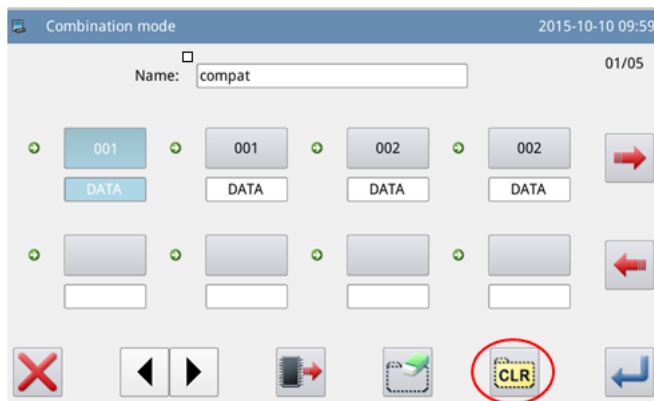 Combination mode 2015-10-10 09:59
01/05
Name: compat
001 001 002 002
DATA DATA DATA DATA
CLR